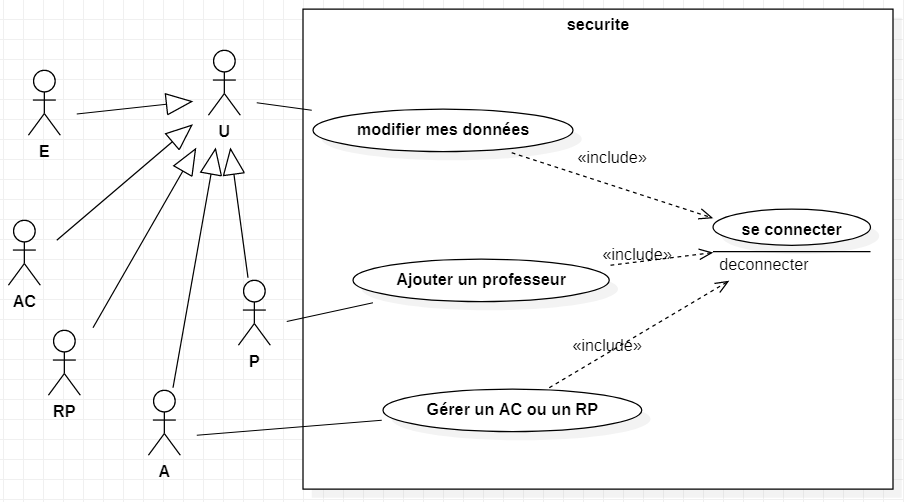 securite
U
E
modifier mes données
«include»
AC
se connecter
«include»
deconnecter
Ajouter un professeur
P
«include»
RP
Gérer un AC ou un RP
A